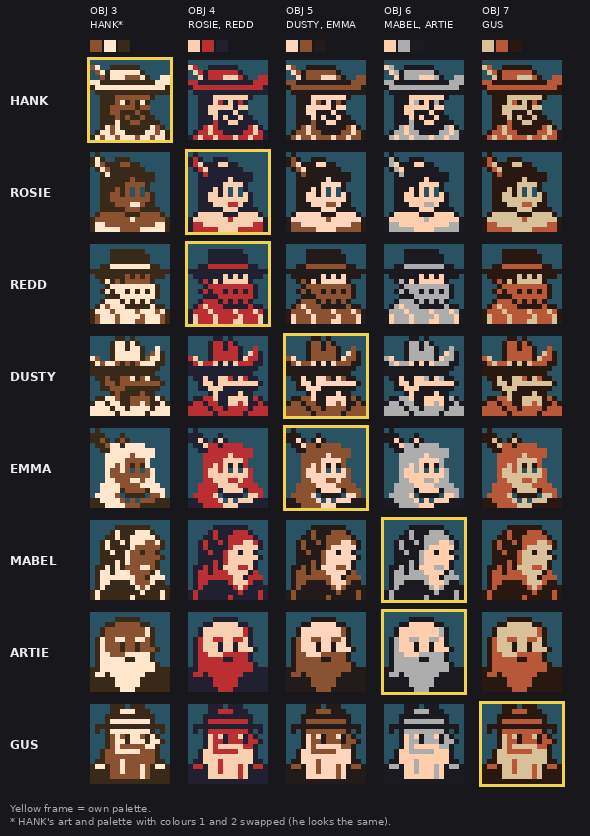 OBJ 3 OBJ 4 OBJ 5 OBJ 6 OBJ 7
HANK* ROSIE, REDD DUSTY, EMMA MABEL, ARTIE GUS
HANK
ROSIE
REDD
DUSTY
EMMA
MABEL
ARTIE
GUS
Yellow frame = own palette.
* HANK's art and palette with colours 1 and 2 swapped (he looks the same).